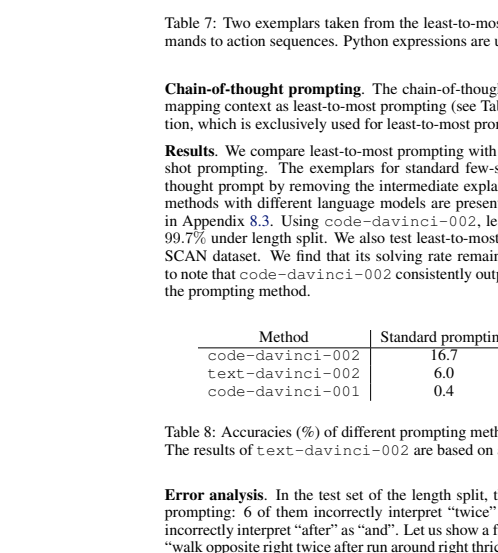 Table 7: Two exemplars taken from the least-to-mos
mands to action sequences. Python expressions are u
Chain-of-thought prompting. The chain-of-thoug
mapping context as least-to-most prompting (see Tab
tion, which is exclusively used for least-to-most pro
Results. We compare least-to-most prompting with
shot prompting. The exemplars for standard few-s
thought prompt by removing the intermediate expla
methods with different language models are presen
in Appendix 8.3. Using code-davinci-002, le
99.7% under length split. We also test least-to-most
SCAN dataset. We find that its solving rate remain
to note that code-davinci-002 consistently outp
the prompting method.
Method Standard promptin
code-davinci-002 16.7
text-davinci-002 6.0
code-davinci-001 0.4
Table 8: Accuracies (%) of different prompting meth
The results of text-davinci-002 are based on
Error analysis. In the test set of the length split, t
prompting: 6 of them incorrectly interpret “twice”
incorrectly interpret “after” as “and”. Let us show a f
“walk opposite right twice after run around right thric